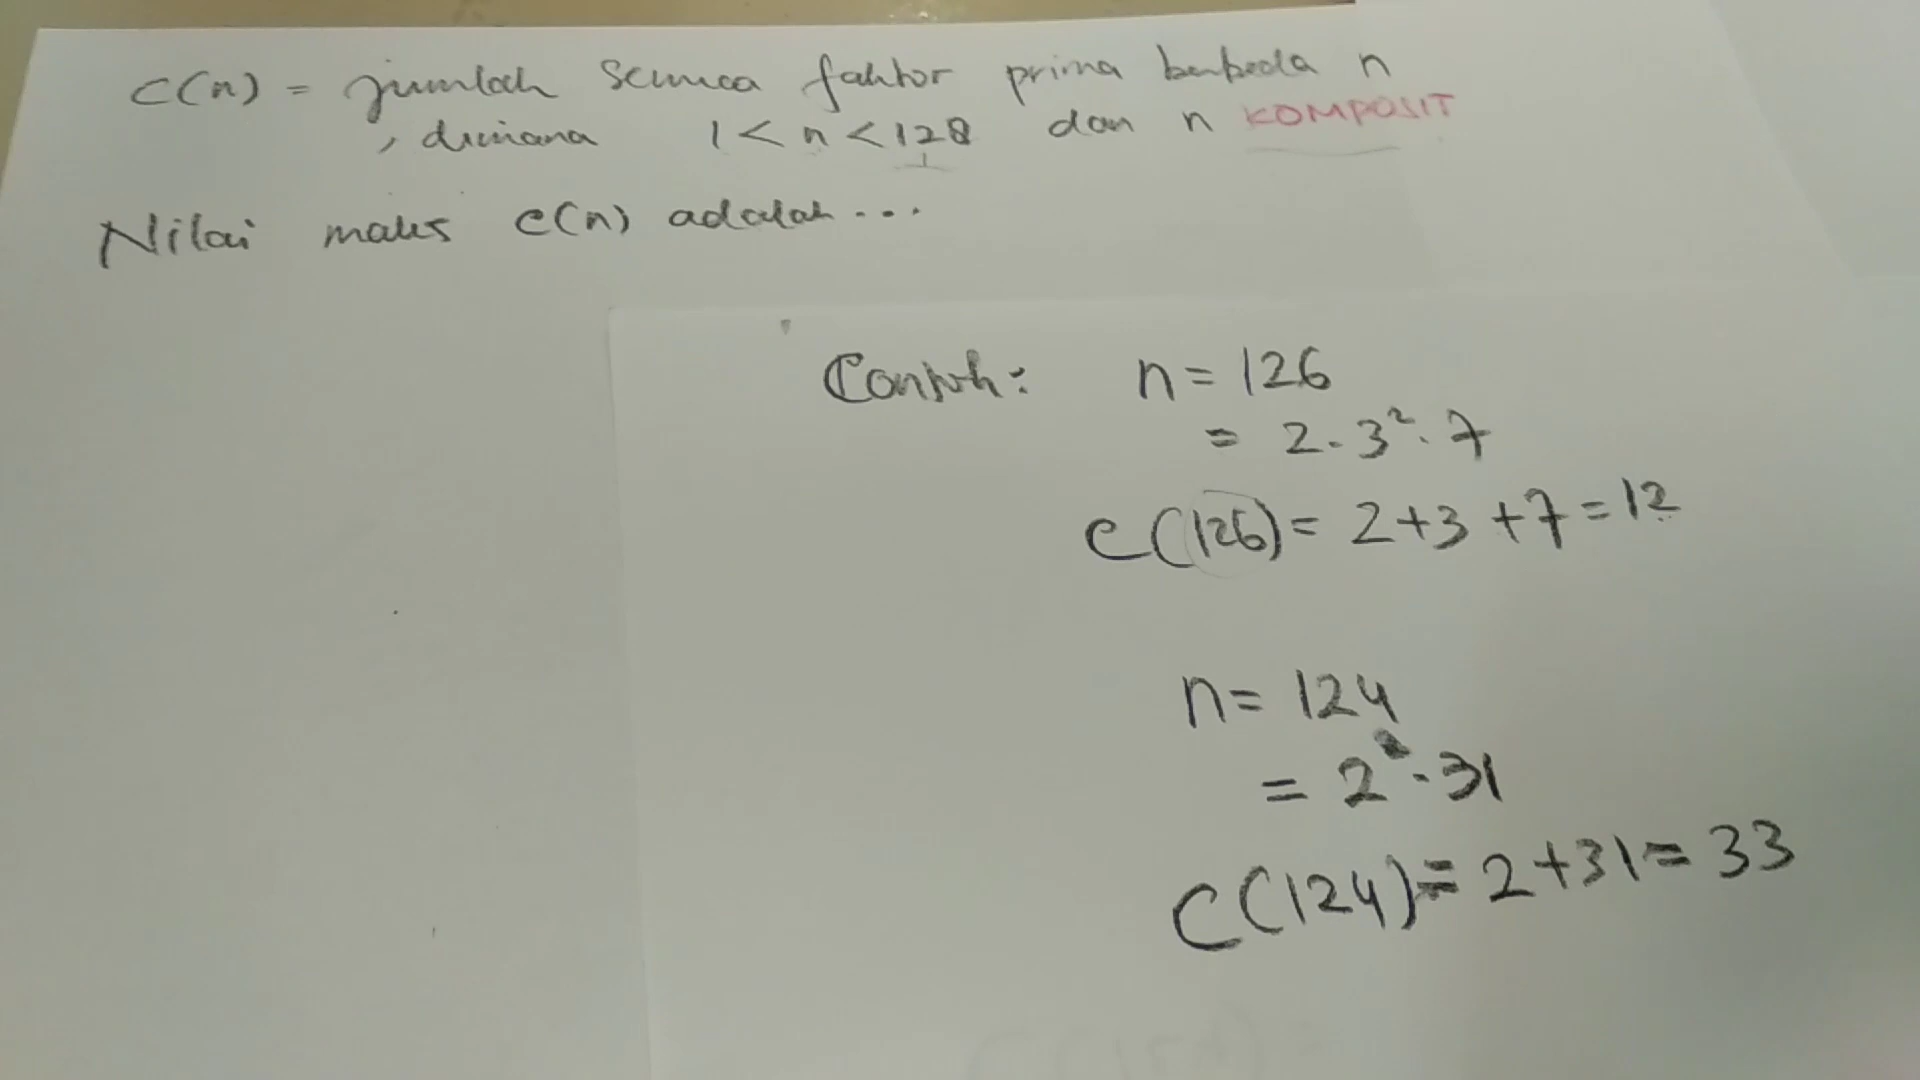 C(n) = jumlah semua faktor prima berbeda n
, dimana 1 < n < 128 dan n KOMPOSIT
Nilai maks C(n) adalah...
Contoh: n = 126
= 2 · 3² · 7
C(126) = 2 + 3 + 7 = 12
n = 124
= 2² · 31
C(124) = 2 + 31 = 33